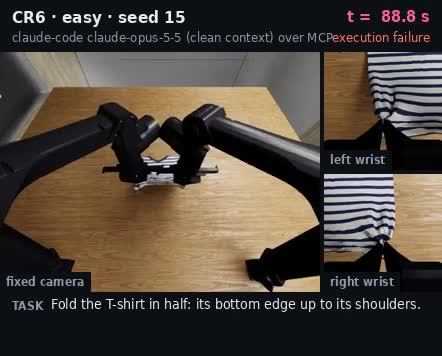 CR6 · easy · seed 15
t = 88.8 s
claude-code claude-opus-5-5 (clean context) over MCP
execution failure
left wrist
right wrist
fixed camera
TASK Fold the T-shirt in half: its bottom edge up to its shoulders.